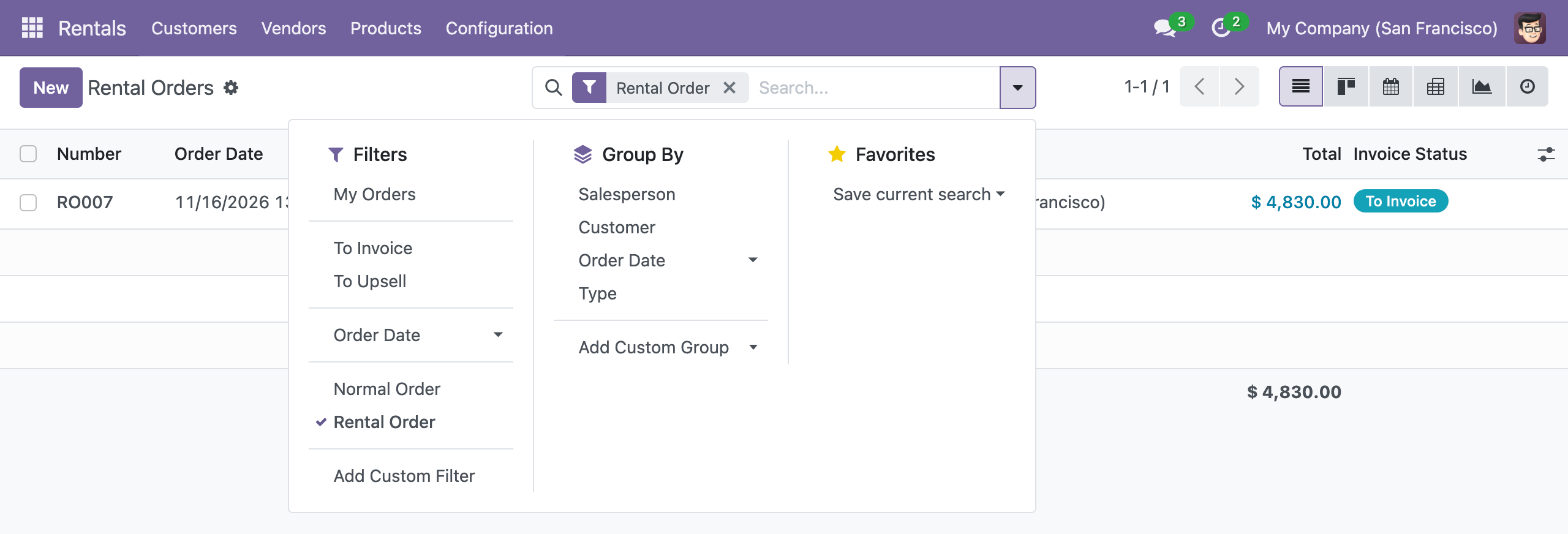 Rentals Customers Vendors Products Configuration 3 2 My Company (San Francisco)
New Rental Orders Rental Order Search... 1-1 / 1
Number Order Date Total Invoice Status
RO007 11/16/2026 13 rancisco) $ 4,830.00 To Invoice
$ 4,830.00
Filters
My Orders
To Invoice
To Upsell
Order Date
Normal Order
Rental Order
Add Custom Filter
Group By
Salesperson
Customer
Order Date
Type
Add Custom Group
Favorites
Save current search